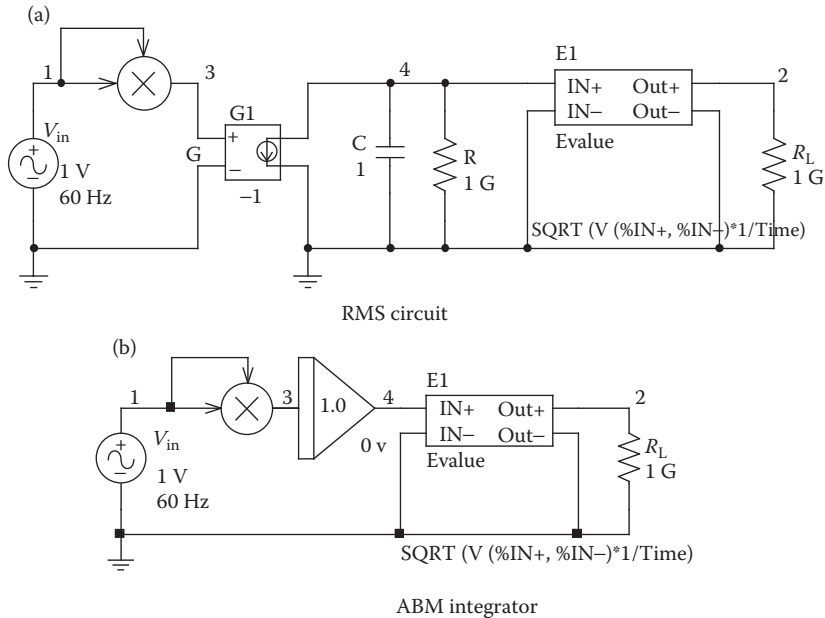 (a)
1
3
V_in
1 V
60 Hz
G1
G
+
−
−1
4
C
1
R
1 G
E1
IN+ Out+
IN− Out−
Evalue
2
R_L
1 G
SQRT (V (%IN+, %IN−)*1/Time)
RMS circuit
(b)
1
3
1.0
4
0 v
V_in
1 V
60 Hz
E1
IN+ Out+
IN− Out−
Evalue
2
R_L
1 G
SQRT (V (%IN+, %IN−)*1/Time)
ABM integrator